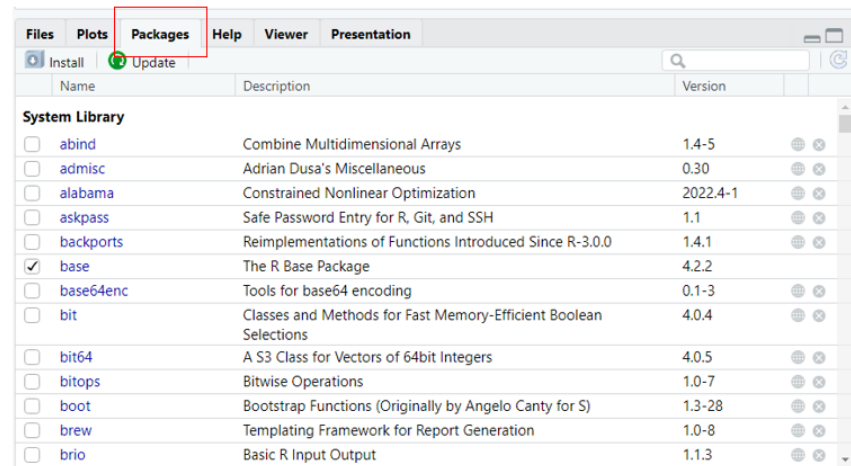 Files Plots Packages Help Viewer Presentation
Install Update
Name Description Version
System Library
abind Combine Multidimensional Arrays 1.4-5
admisc Adrian Dusa's Miscellaneous 0.30
alabama Constrained Nonlinear Optimization 2022.4-1
askpass Safe Password Entry for R, Git, and SSH 1.1
backports Reimplementations of Functions Introduced Since R-3.0.0 1.4.1
base The R Base Package 4.2.2
base64enc Tools for base64 encoding 0.1-3
bit Classes and Methods for Fast Memory-Efficient Boolean 4.0.4
Selections
bit64 A S3 Class for Vectors of 64bit Integers 4.0.5
bitops Bitwise Operations 1.0-7
boot Bootstrap Functions (Originally by Angelo Canty for S) 1.3-28
brew Templating Framework for Report Generation 1.0-8
brio Basic R Input Output 1.1.3